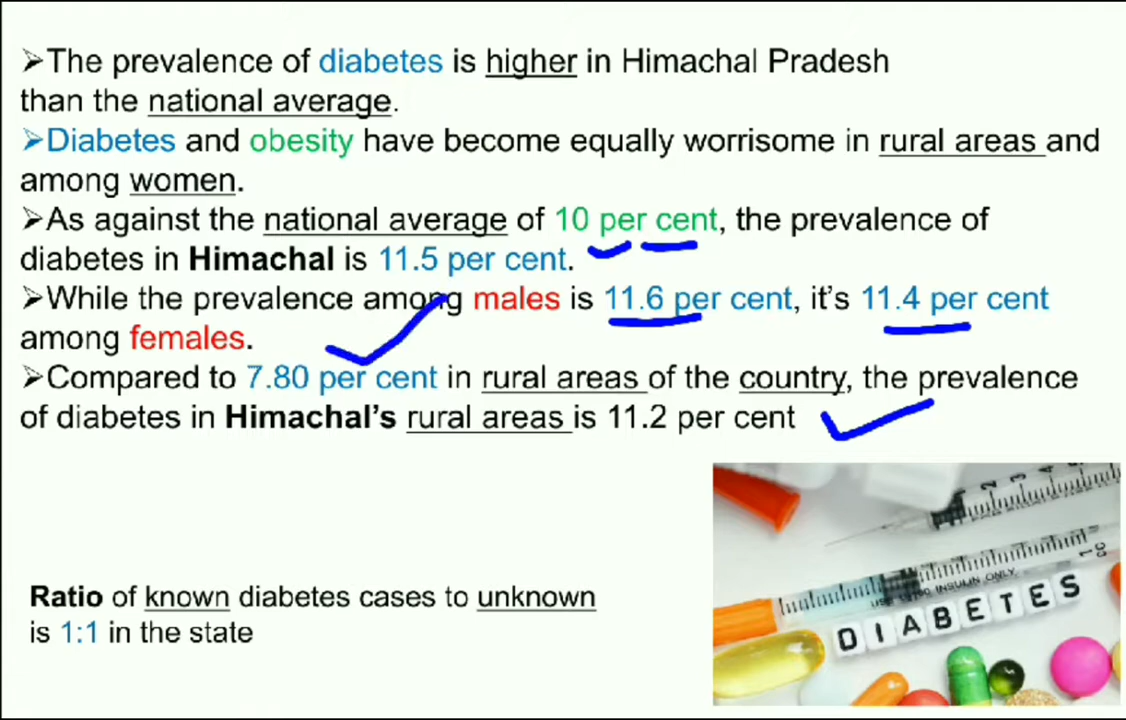 ➢The prevalence of diabetes is higher in Himachal Pradesh
than the national average.
➢Diabetes and obesity have become equally worrisome in rural areas and
among women.
➢As against the national average of 10 per cent, the prevalence of
diabetes in Himachal is 11.5 per cent.
➢While the prevalence among males is 11.6 per cent, it's 11.4 per cent
among females.
➢Compared to 7.80 per cent in rural areas of the country, the prevalence
of diabetes in Himachal's rural areas is 11.2 per cent
Ratio of known diabetes cases to unknown
is 1:1 in the state
INSULIN ONLY
DIABETES